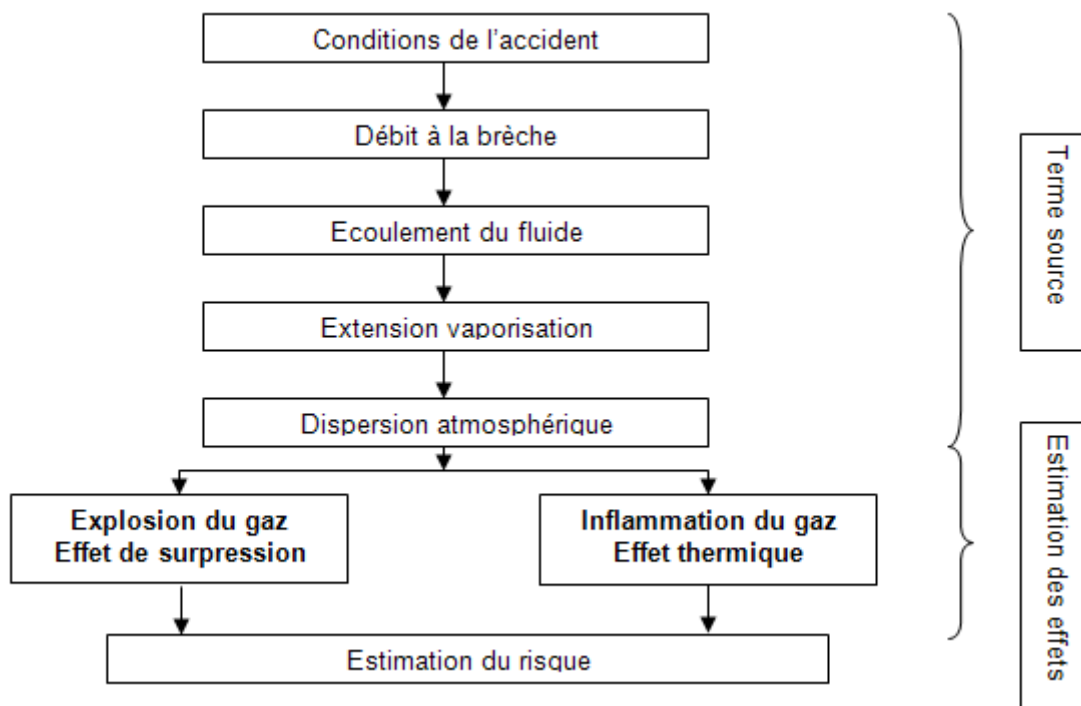 Conditions de l'accident
Débit à la brèche
Ecoulement du fluide
Extension vaporisation
Dispersion atmosphérique
Explosion du gaz
Effet de surpression
Inflammation du gaz
Effet thermique
Estimation du risque
Terme source
Estimation des effets